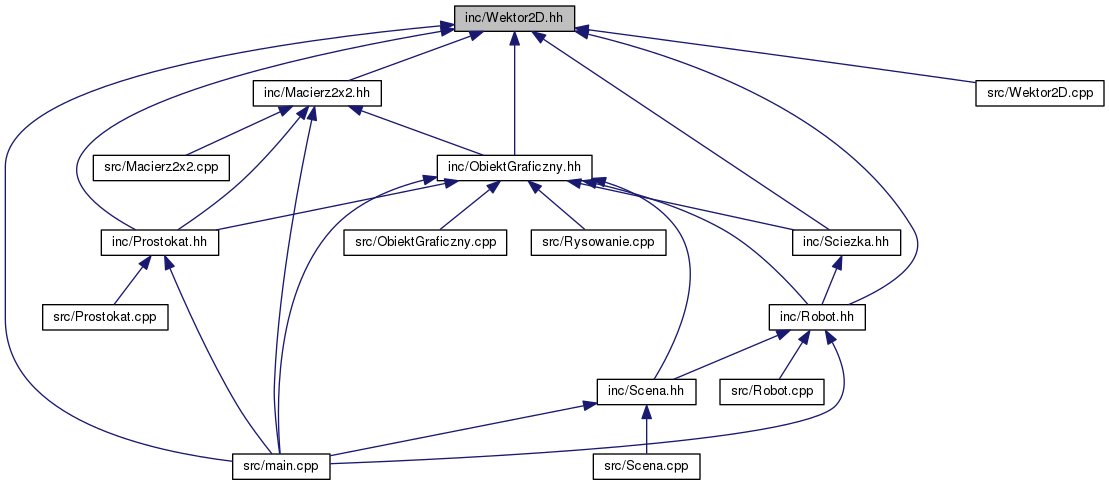 inc/Wektor2D.hh
inc/Macierz2x2.hh
src/Wektor2D.cpp
src/Macierz2x2.cpp
inc/ObiektGraficzny.hh
inc/Prostokat.hh
src/ObiektGraficzny.cpp
src/Rysowanie.cpp
inc/Sciezka.hh
src/Prostokat.cpp
inc/Robot.hh
inc/Scena.hh
src/Robot.cpp
src/main.cpp
src/Scena.cpp